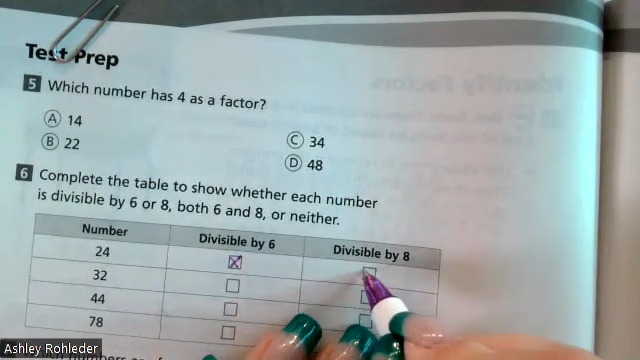 Test Prep
5 Which number has 4 as a factor?
A 14
B 22
C 34
D 48
6 Complete the table to show whether each number
is divisible by 6 or 8, both 6 and 8, or neither.
Number Divisible by 6 Divisible by 8
24
32
44
78
Ashley Rohleder